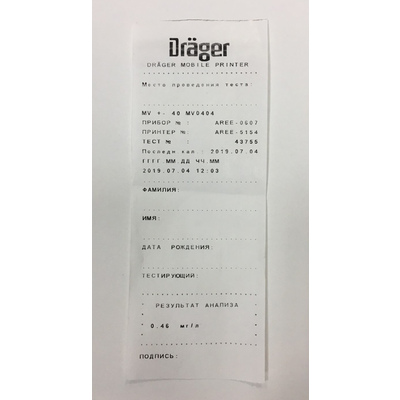 Dräger
DRÄGER MOBILE PRINTER
Место проведения теста:
MV +- 40 MV0404
ПРИБОР № : AREE-0607
ПРИНТЕР № : AREE-5154
ТЕСТ № : 43755
Последн.кал : 2019.07.04
ГГГГ.ММ.ДД ЧЧ.ММ
2019.07.04 12:03
ФАМИЛИЯ:
ИМЯ:
ДАТА РОЖДЕНИЯ:
ТЕСТИРУЮЩИЙ:
РЕЗУЛЬТАТ АНАЛИЗА
0.46 мг/л
ПОДПИСЬ: